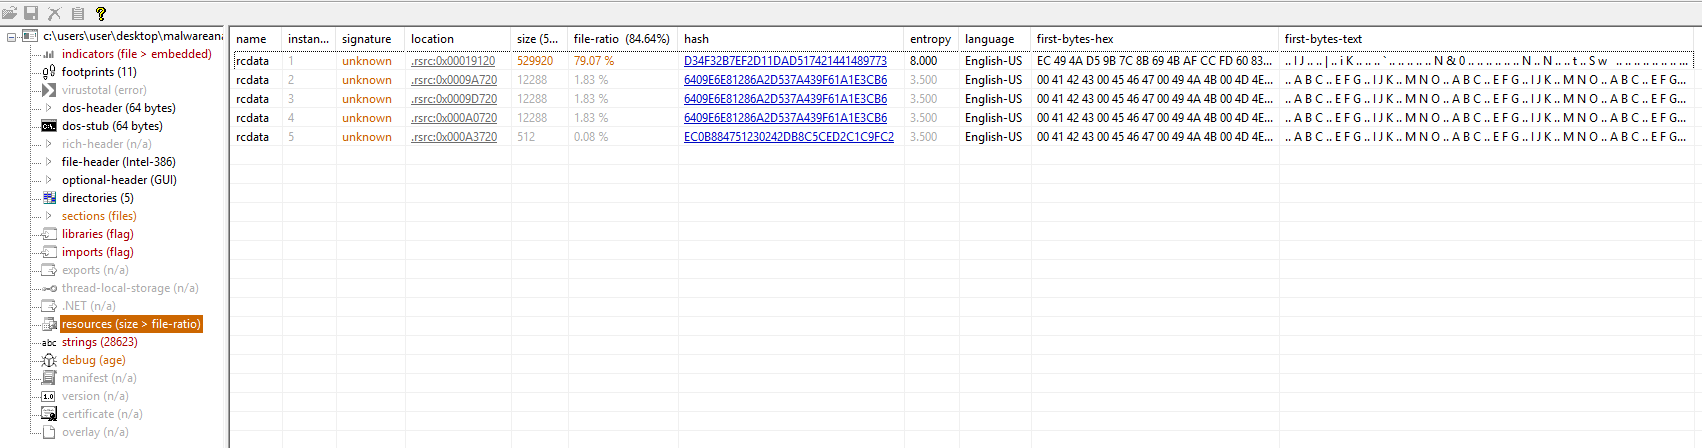 c:\users\user\desktop\malwareana
indicators (file > embedded)
footprints (11)
virustotal (error)
dos-header (64 bytes)
dos-stub (64 bytes)
rich-header (n/a)
file-header (Intel-386)
optional-header (GUI)
directories (5)
sections (files)
libraries (flag)
imports (flag)
exports (n/a)
thread-local-storage (n/a)
.NET (n/a)
resources (size > file-ratio)
abc strings (28623)
debug (age)
manifest (n/a)
1.0 version (n/a)
certificate (n/a)
overlay (n/a)
name instan... signature location size (5... file-ratio (84.64%) hash entropy language first-bytes-hex first-bytes-text
rcdata 1 unknown .rsrc:0x00019120 529920 79.07 % D34F32B7EF2D11DAD517421441489773 8.000 English-US EC 49 4A D5 9B 7C 8B 69 4B AF CC FD 60 83...
rcdata 2 unknown .rsrc:0x0009A720 12288 1.83 % 6409E6E81286A2D537A439F61A1E3CB6 3.500 English-US 00 41 42 43 00 45 46 47 00 49 4A 4B 00 4D 4E... .. A B C .. E F G .. I J K .. M N O .. A B C .. E F G .. I J K .. M N O .. A B C .. E F G ...
rcdata 3 unknown .rsrc:0x0009D720 12288 1.83 % 6409E6E81286A2D537A439F61A1E3CB6 3.500 English-US 00 41 42 43 00 45 46 47 00 49 4A 4B 00 4D 4E... .. A B C .. E F G .. I J K .. M N O .. A B C .. E F G .. I J K .. M N O .. A B C .. E F G ...
rcdata 4 unknown .rsrc:0x000A0720 12288 1.83 % 6409E6E81286A2D537A439F61A1E3CB6 3.500 English-US 00 41 42 43 00 45 46 47 00 49 4A 4B 00 4D 4E... .. A B C .. E F G .. I J K .. M N O .. A B C .. E F G .. I J K .. M N O .. A B C .. E F G ...
rcdata 5 unknown .rsrc:0x000A3720 512 0.08 % EC0B884751230242DB8C5CED2C1C9FC2 3.500 English-US 00 41 42 43 00 45 46 47 00 49 4A 4B 00 4D 4E... .. A B C .. E F G .. I J K .. M N O .. A B C .. E F G .. I J K .. M N O .. A B C .. E F G ...